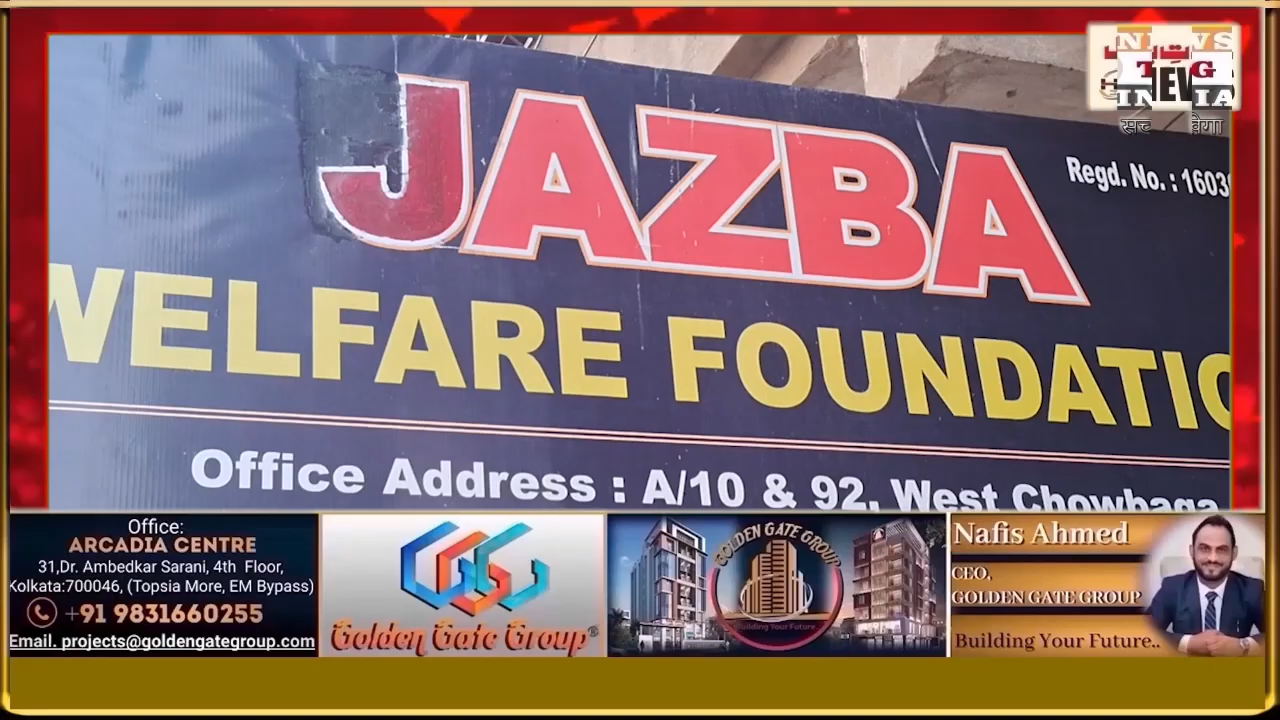 JAZBA
Regd. No. : 1603
WELFARE FOUNDATIO
Office Address : A/10 & 92, West Chowbaga
NEWS
INDIA
Office:
ARCADIA CENTRE
31,Dr. Ambedkar Sarani, 4th Floor,
Kolkata:700046, (Topsia More, EM Bypass)
+91 9831660255
Email. projects@goldengategroup.com
Golden Gate Group®
GOLDEN GATE GROUP
Building Your Future..
Nafis Ahmed
CEO,
GOLDEN GATE GROUP
Building Your Future..